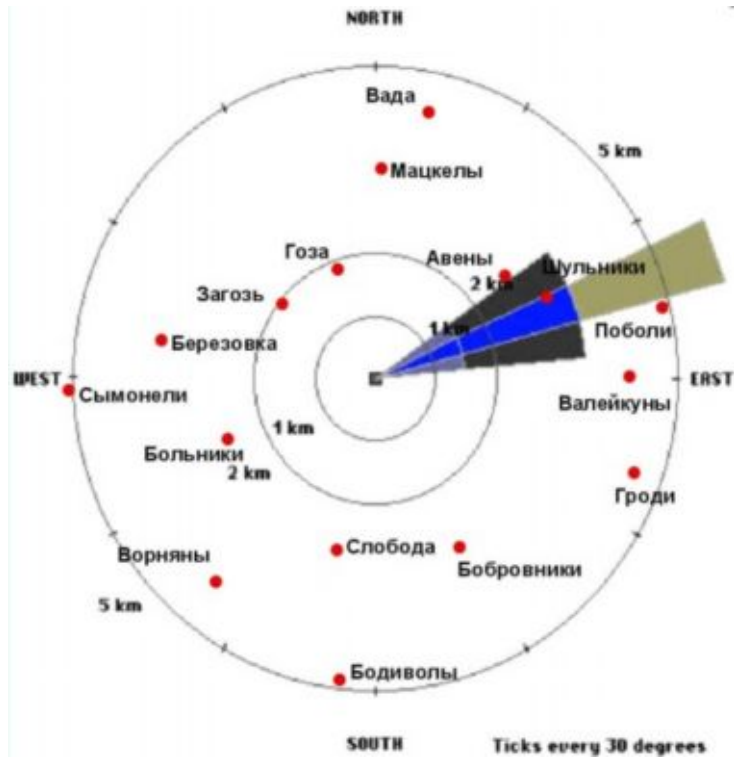 NORTH
Вада
5 km
Мацкелы
Гоза
Авены
Шульники
2 km
Загозь
1 km
Поболи
Березовка
WEST
EAST
Сымонели
Валейкуны
1 km
Больники
2 km
Гроди
Слобода
Ворняны
Бобровники
5 km
Бодиволы
SOUTH
Ticks every 30 degrees